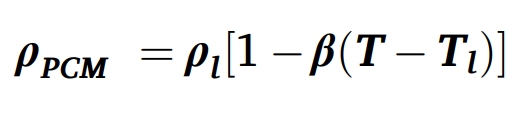 ρ_PCM = ρ_l[1 − β(T − T_l)]